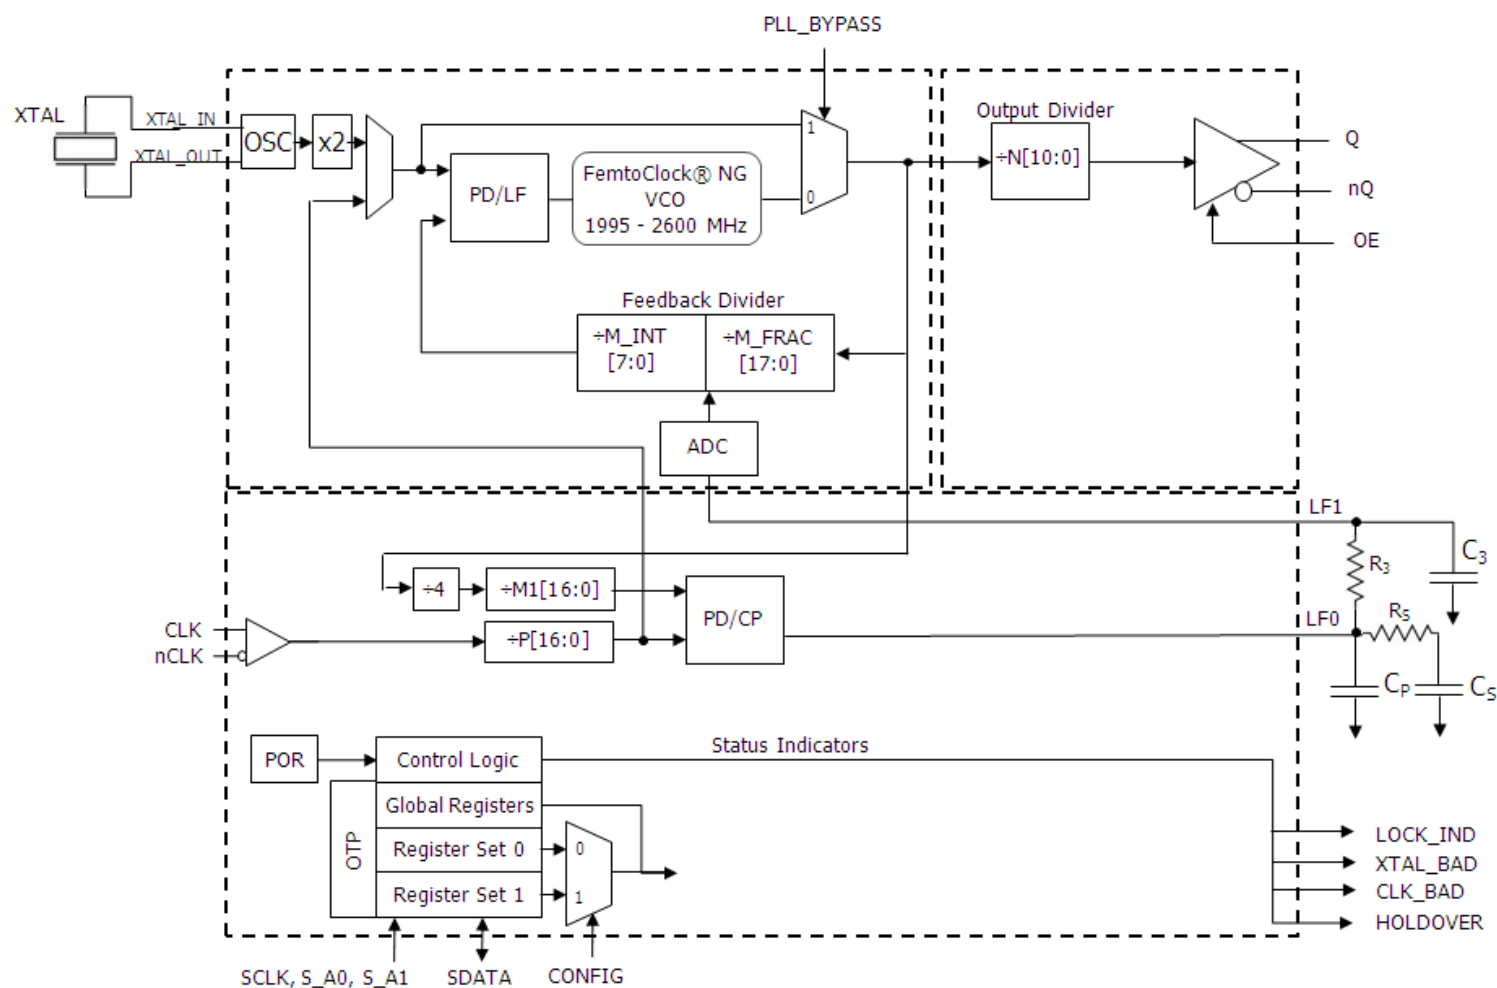 PLL_BYPASS
XTAL
XTAL_IN
XTAL_OUT
OSC
x2
PD/LF
FemtoClock® NG
VCO
1995 - 2600 MHz
1
0
Output Divider
÷N[10:0]
Q
nQ
OE
Feedback Divider
÷M_INT
[7:0]
÷M_FRAC
[17:0]
ADC
LF1
R3
C3
÷4
÷M1[16:0]
PD/CP
CLK
nCLK
÷P[16:0]
LF0
RS
CP
CS
POR
Control Logic
Status Indicators
OTP
Global Registers
Register Set 0
Register Set 1
0
1
LOCK_IND
XTAL_BAD
CLK_BAD
HOLDOVER
SCLK, S_A0, S_A1
SDATA
CONFIG